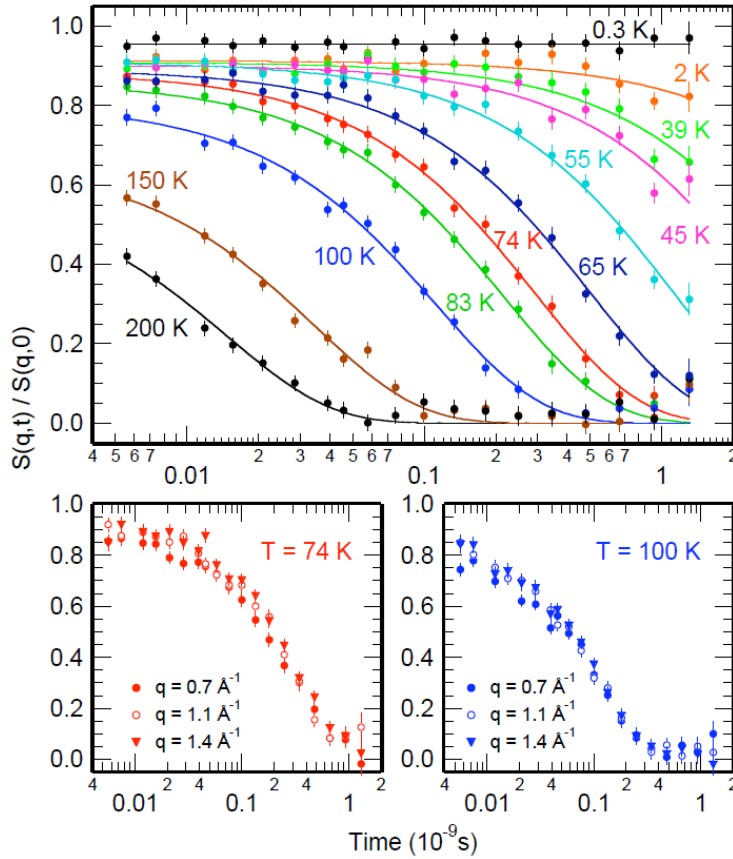 S(q,t) / S(q,0)
1.0
0.8
0.6
0.4
0.2
0.0
0.3 K
2 K
39 K
55 K
45 K
150 K
74 K
65 K
100 K
83 K
200 K
4 5 6 7 2 3 4 5 6 7 2 3 4 5 6 7 2
0.01 0.1 1
1.0
0.8
0.6
0.4
0.2
0.0
T = 74 K
q = 0.7 Å⁻¹
q = 1.1 Å⁻¹
q = 1.4 Å⁻¹
4 2 4 2 4 2
0.01 0.1 1
1.0
0.8
0.6
0.4
0.2
0.0
T = 100 K
q = 0.7 Å⁻¹
q = 1.1 Å⁻¹
q = 1.4 Å⁻¹
4 2 4 2 4 2
0.01 0.1 1
Time (10⁻⁹s)